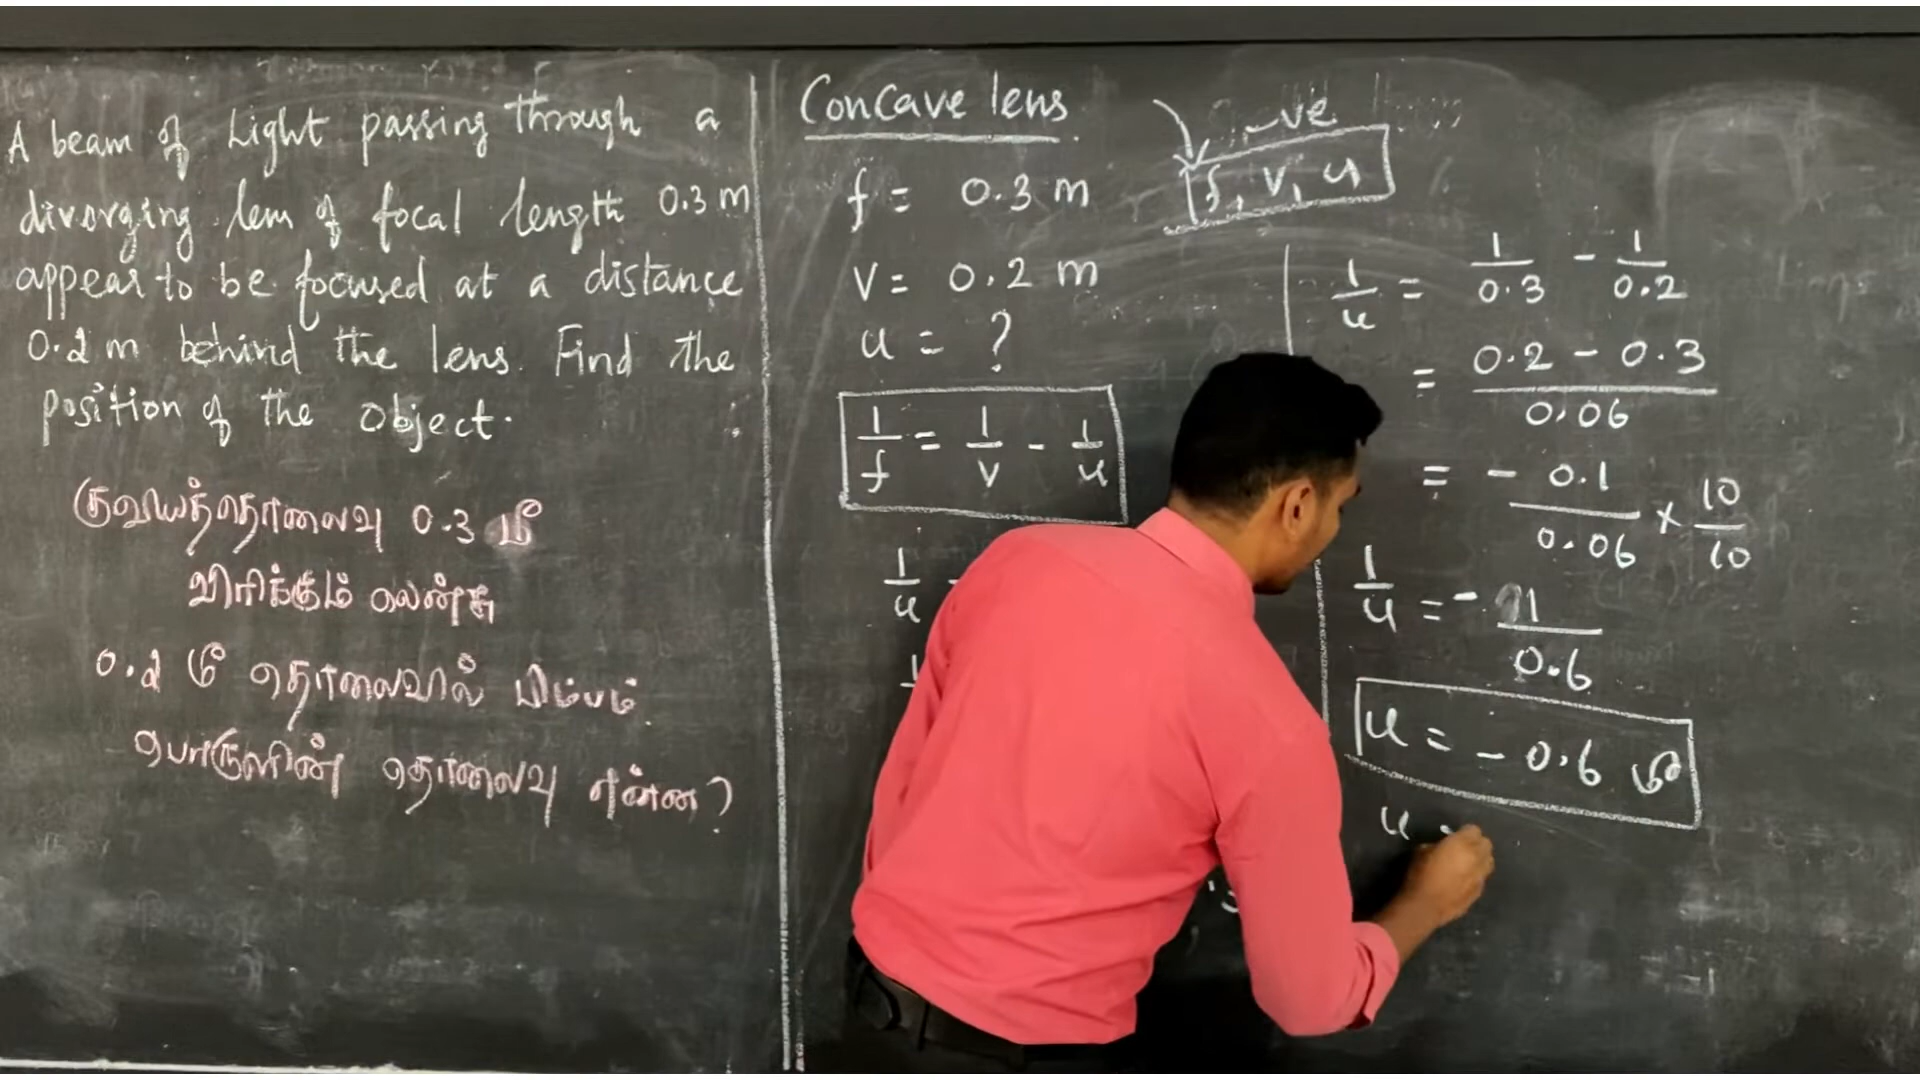 A beam of Light passing through a
diverging lens of focal length 0.3 m
appear to be focused at a distance
0.2 m behind the lens. Find the
position of the object.
குவியத்தொலைவு 0.3 மீ
விரிக்கும் லென்சு
0.2 மீ தொலைவில் பிம்பம்
பொருளின் தொலைவு என்ன?
Concave lens
f = 0.3 m
v = 0.2 m
u = ?
1/f = 1/v - 1/u
1/u
-ve
f, v, u
1/u = 1/0.3 - 1/0.2
= 0.2 - 0.3 / 0.06
= - 0.1/0.06 × 10/10
1/u = - 1/0.6
u = - 0.6 மீ
u